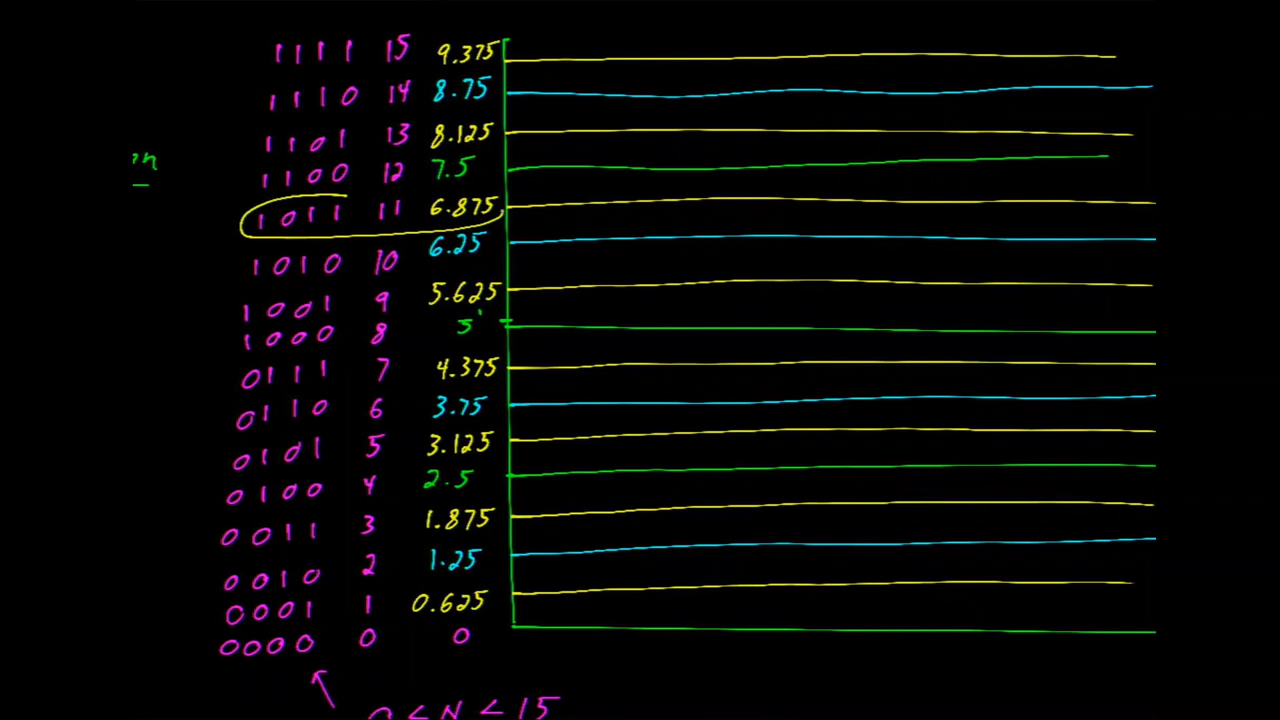 1111 15 9.375
1110 14 8.75
1101 13 8.125
1100 12 7.5
1011 11 6.875
1010 10 6.25
1001 9 5.625
1000 8 5
0111 7 4.375
0110 6 3.75
0101 5 3.125
0100 4 2.5
0011 3 1.875
0010 2 1.25
0001 1 0.625
0000 0 0
0 < N < 15